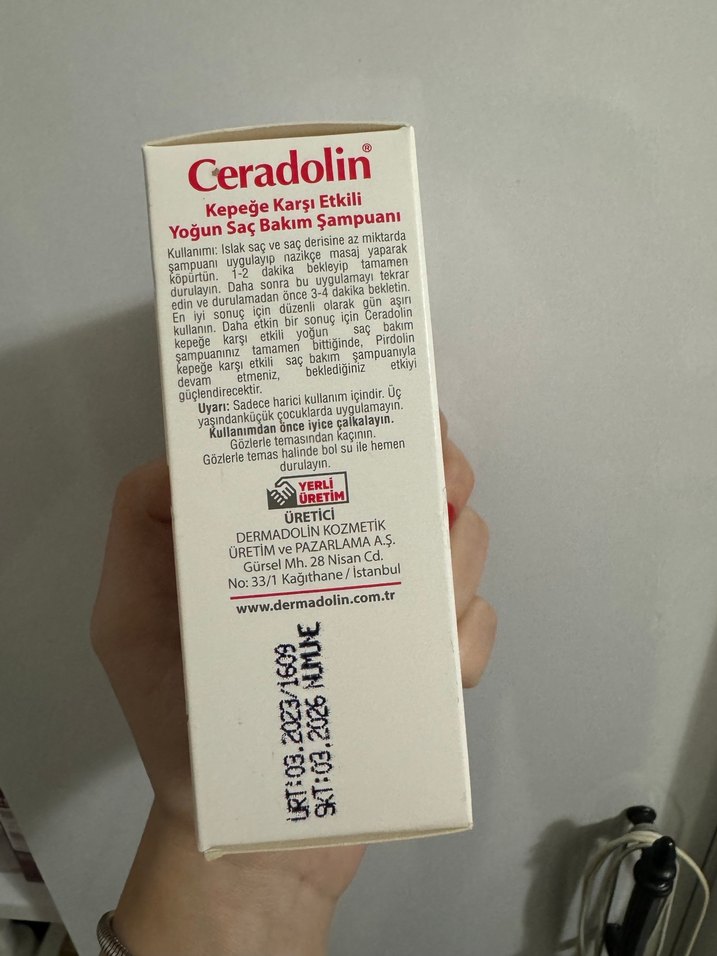 Ceradolin®
Kepeğe Karşı Etkili
Yoğun Saç Bakım Şampuanı
Kullanımı: Islak saç ve saç derisine az miktarda
şampuanı uygulayıp nazikçe masaj yaparak
köpürtün. 1-2 dakika bekleyip tamamen
durulayın. Daha sonra bu uygulamayı tekrar
edin ve durulamadan önce 3-4 dakika bekletin.
En iyi sonuç için düzenli olarak gün aşırı
kullanın. Daha etkin bir sonuç için Ceradolin
kepeğe karşı etkili yoğun saç bakım
şampuanınız tamamen bittiğinde, Pirdolin
kepeğe karşı etkili saç bakım şampuanıyla
devam etmeniz, beklediğiniz etkiyi
güçlendirecektir.
Uyarı: Sadece harici kullanım içindir. Üç
yaşındanküçük çocuklarda uygulamayın.
Kullanımdan önce iyice çalkalayın.
Gözlerle temasından kaçının.
Gözlerle temas halinde bol su ile hemen
durulayın.
YERLİ
ÜRETİM
ÜRETİCİ
DERMADOLİN KOZMETİK
ÜRETİM ve PAZARLAMA A.Ş.
Gürsel Mh. 28 Nisan Cd.
No: 33/1 Kağıthane / İstanbul
www.dermadolin.com.tr
URT:03.2023/1609
SKT:03.2026 NUMUNE